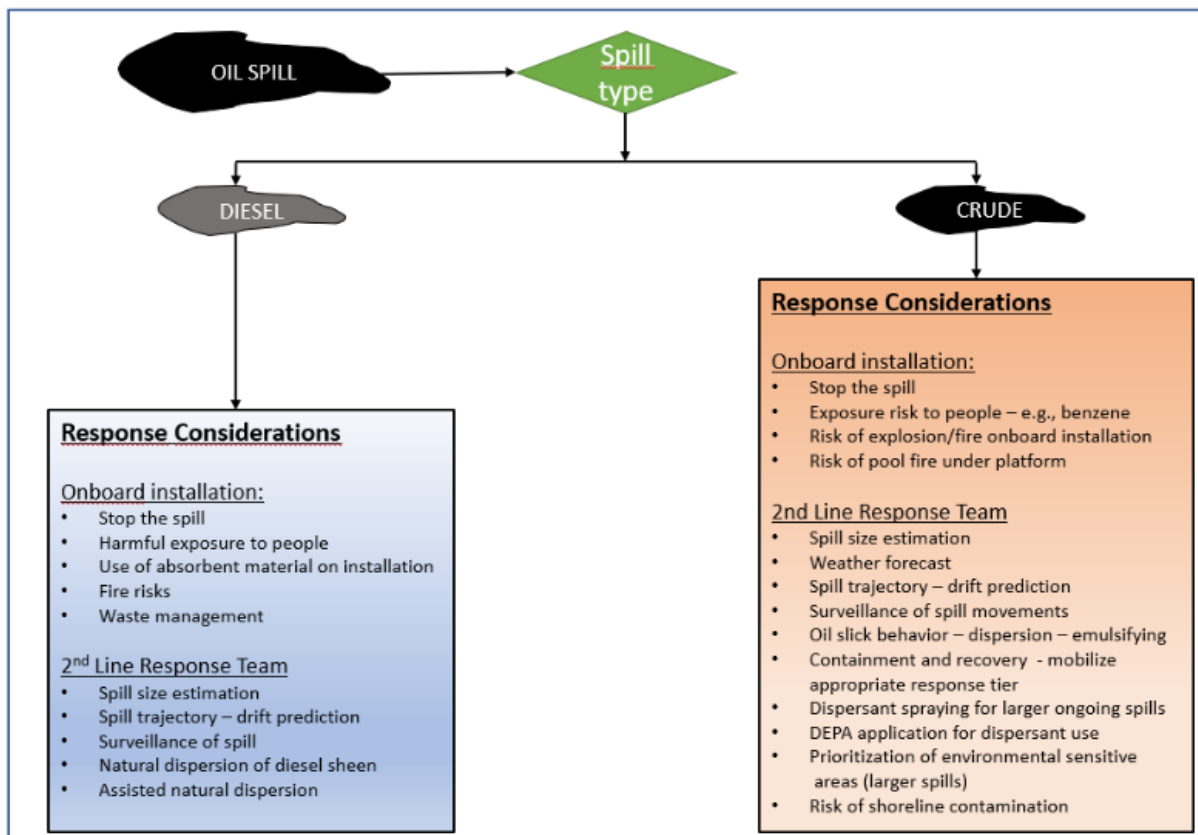 OIL SPILL
Spill
type
DIESEL
CRUDE
Response Considerations
Onboard installation:
• Stop the spill
• Harmful exposure to people
• Use of absorbent material on installation
• Fire risks
• Waste management
2nd Line Response Team
• Spill size estimation
• Spill trajectory – drift prediction
• Surveillance of spill
• Natural dispersion of diesel sheen
• Assisted natural dispersion
Response Considerations
Onboard installation:
• Stop the spill
• Exposure risk to people – e.g., benzene
• Risk of explosion/fire onboard installation
• Risk of pool fire under platform
2nd Line Response Team
• Spill size estimation
• Weather forecast
• Spill trajectory – drift prediction
• Surveillance of spill movements
• Oil slick behavior – dispersion – emulsifying
• Containment and recovery - mobilize
appropriate response tier
• Dispersant spraying for larger ongoing spills
• DEPA application for dispersant use
• Prioritization of environmental sensitive
areas (larger spills)
• Risk of shoreline contamination